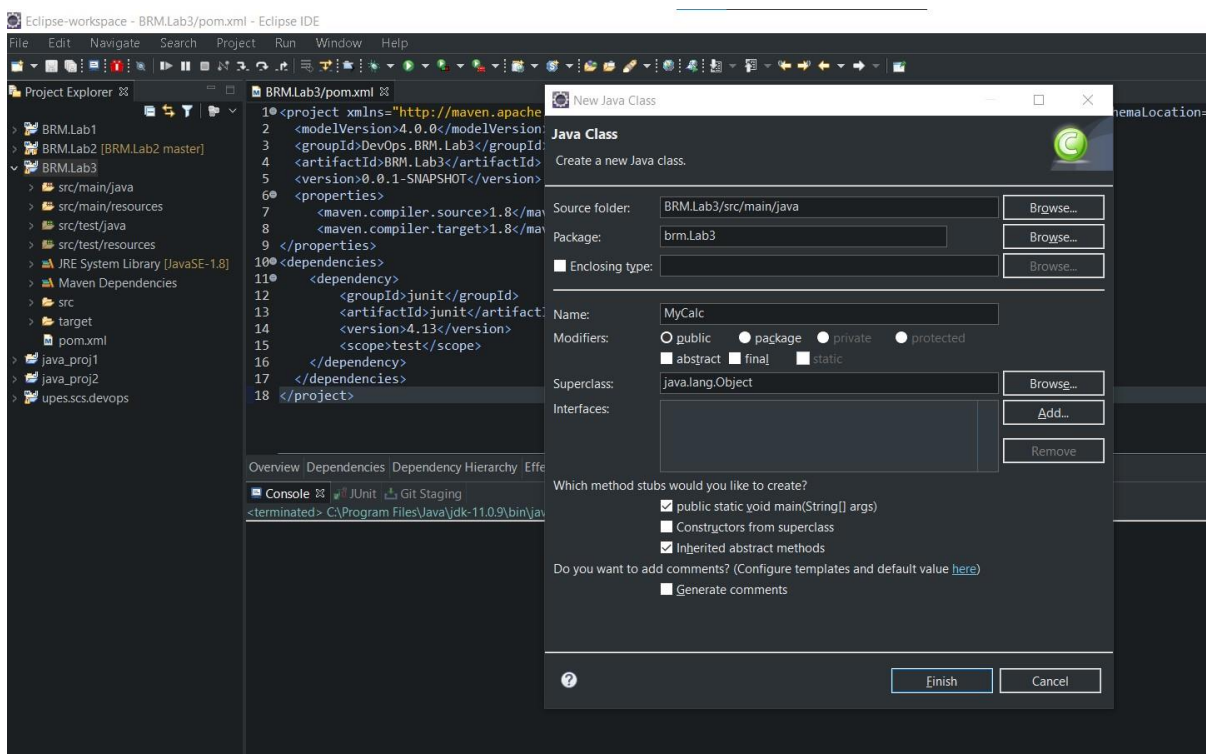 Eclipse-workspace - BRM.Lab3/pom.xml - Eclipse IDE
File Edit Navigate Search Project Run Window Help
Project Explorer
BRM.Lab1
BRM.Lab2 [BRM.Lab2 master]
BRM.Lab3
src/main/java
src/main/resources
src/test/java
src/test/resources
JRE System Library [JavaSE-1.8]
Maven Dependencies
src
target
pom.xml
java_proj1
java_proj2
upes.scs.devops
BRM.Lab3/pom.xml
1 <project xmlns="http://maven.apache
hemaLocation=
2 <modelVersion>4.0.0</modelVersion
3 <groupId>DevOps.BRM.Lab3</groupId
4 <artifactId>BRM.Lab3</artifactId>
5 <version>0.0.1-SNAPSHOT</version>
6 <properties>
7 <maven.compiler.source>1.8</mav
8 <maven.compiler.target>1.8</mav
9 </properties>
10 <dependencies>
11 <dependency>
12 <groupId>junit</groupId>
13 <artifactId>junit</artifact
14 <version>4.13</version>
15 <scope>test</scope>
16 </dependency>
17 </dependencies>
18 </project>
Overview Dependencies Dependency Hierarchy Effe
Console JUnit Git Staging
<terminated> C:\Program Files\Java\jdk-11.0.9\bin\jav
New Java Class
Java Class
Create a new Java class.
Source folder: BRM.Lab3/src/main/java Browse...
Package: brm.Lab3 Browse...
Enclosing type: Browse...
Name: MyCalc
Modifiers: public package private protected
abstract final static
Superclass: java.lang.Object Browse...
Interfaces: Add...
Remove
Which method stubs would you like to create?
public static void main(String[] args)
Constructors from superclass
Inherited abstract methods
Do you want to add comments? (Configure templates and default value here)
Generate comments
Finish Cancel